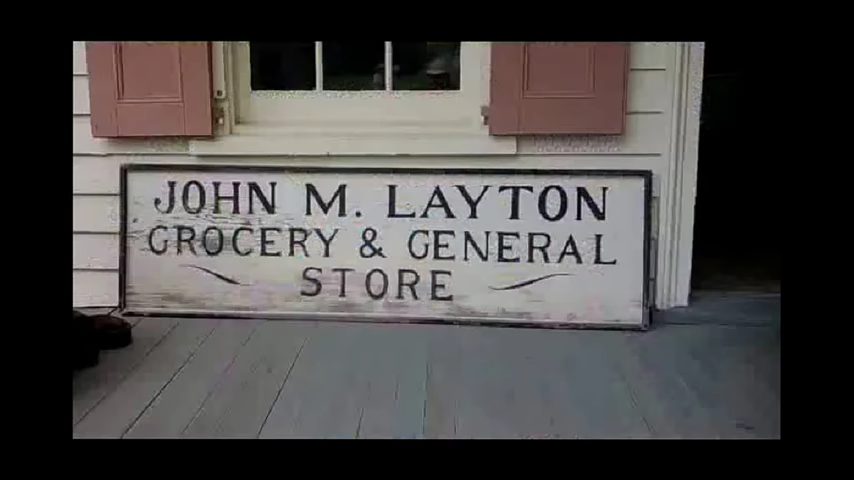 JOHN M. LAYTON
GROCERY & GENERAL
STORE